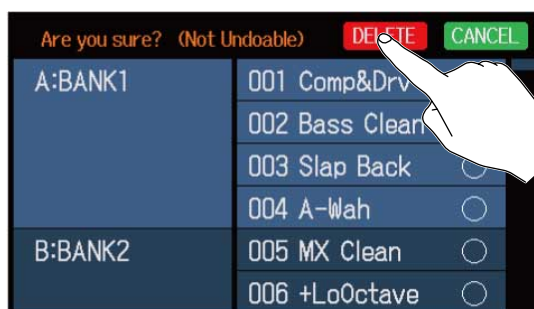 Are you sure? (Not Undoable) DELETE CANCEL
A:BANK1 001 Comp&Drv
002 Bass Clean
003 Slap Back
004 A-Wah
B:BANK2 005 MX Clean
006 +LoOctave